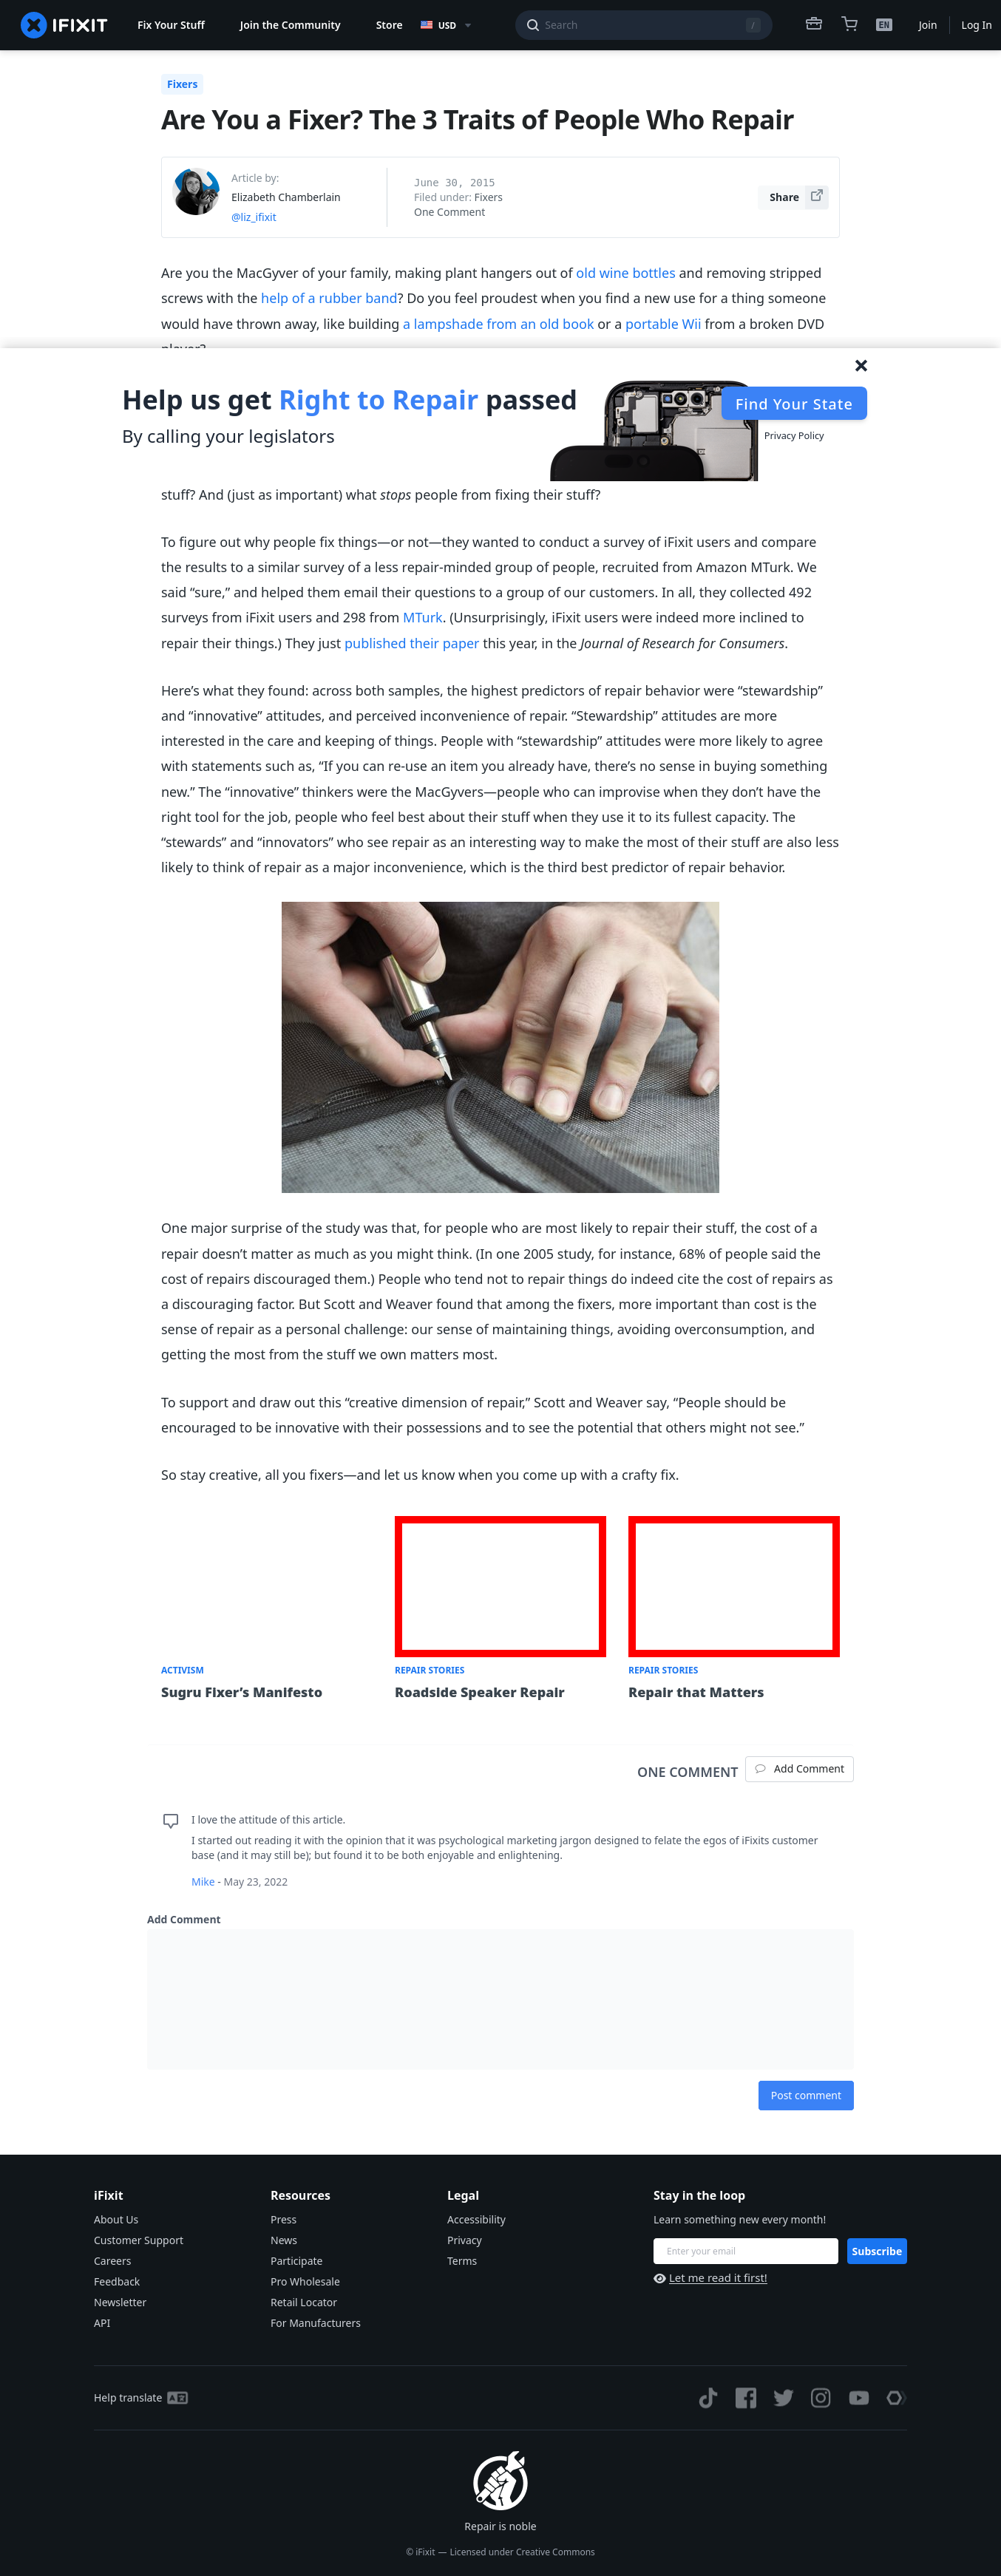 IFIXIT
Fix Your Stuff
Join the Community
Store
USD
Search
/
EN
Join
Log In
Fixers
Are You a Fixer? The 3 Traits of People Who Repair
Article by:
Elizabeth Chamberlain
@liz_ifixit
June 30, 2015
Filed under: Fixers
One Comment
Share
Are you the MacGyver of your family, making plant hangers out of old wine bottles and removing stripped
screws with the help of a rubber band? Do you feel proudest when you find a new use for a thing someone
would have thrown away, like building a lampshade from an old book or a portable Wii from a broken DVD
player?
Help us get Right to Repair passed
By calling your legislators
Find Your State
Privacy Policy
stuff? And (just as important) what stops people from fixing their stuff?
To figure out why people fix things—or not—they wanted to conduct a survey of iFixit users and compare
the results to a similar survey of a less repair-minded group of people, recruited from Amazon MTurk. We
said “sure,” and helped them email their questions to a group of our customers. In all, they collected 492
surveys from iFixit users and 298 from MTurk. (Unsurprisingly, iFixit users were indeed more inclined to
repair their things.) They just published their paper this year, in the Journal of Research for Consumers.
Here’s what they found: across both samples, the highest predictors of repair behavior were “stewardship”
and “innovative” attitudes, and perceived inconvenience of repair. “Stewardship” attitudes are more
interested in the care and keeping of things. People with “stewardship” attitudes were more likely to agree
with statements such as, “If you can re-use an item you already have, there’s no sense in buying something
new.” The “innovative” thinkers were the MacGyvers—people who can improvise when they don’t have the
right tool for the job, people who feel best about their stuff when they use it to its fullest capacity. The
“stewards” and “innovators” who see repair as an interesting way to make the most of their stuff are also less
likely to think of repair as a major inconvenience, which is the third best predictor of repair behavior.
One major surprise of the study was that, for people who are most likely to repair their stuff, the cost of a
repair doesn’t matter as much as you might think. (In one 2005 study, for instance, 68% of people said the
cost of repairs discouraged them.) People who tend not to repair things do indeed cite the cost of repairs as
a discouraging factor. But Scott and Weaver found that among the fixers, more important than cost is the
sense of repair as a personal challenge: our sense of maintaining things, avoiding overconsumption, and
getting the most from the stuff we own matters most.
To support and draw out this “creative dimension of repair,” Scott and Weaver say, “People should be
encouraged to be innovative with their possessions and to see the potential that others might not see.”
So stay creative, all you fixers—and let us know when you come up with a crafty fix.
ACTIVISM
Sugru Fixer’s Manifesto
REPAIR STORIES
Roadside Speaker Repair
REPAIR STORIES
Repair that Matters
ONE COMMENT
Add Comment
I love the attitude of this article.
I started out reading it with the opinion that it was psychological marketing jargon designed to felate the egos of iFixits customer
base (and it may still be); but found it to be both enjoyable and enlightening.
Mike - May 23, 2022
Add Comment
Post comment
iFixit
About Us
Customer Support
Careers
Feedback
Newsletter
API
Resources
Press
News
Participate
Pro Wholesale
Retail Locator
For Manufacturers
Legal
Accessibility
Privacy
Terms
Stay in the loop
Learn something new every month!
Enter your email
Subscribe
Let me read it first!
Help translate
Repair is noble
© iFixit — Licensed under Creative Commons